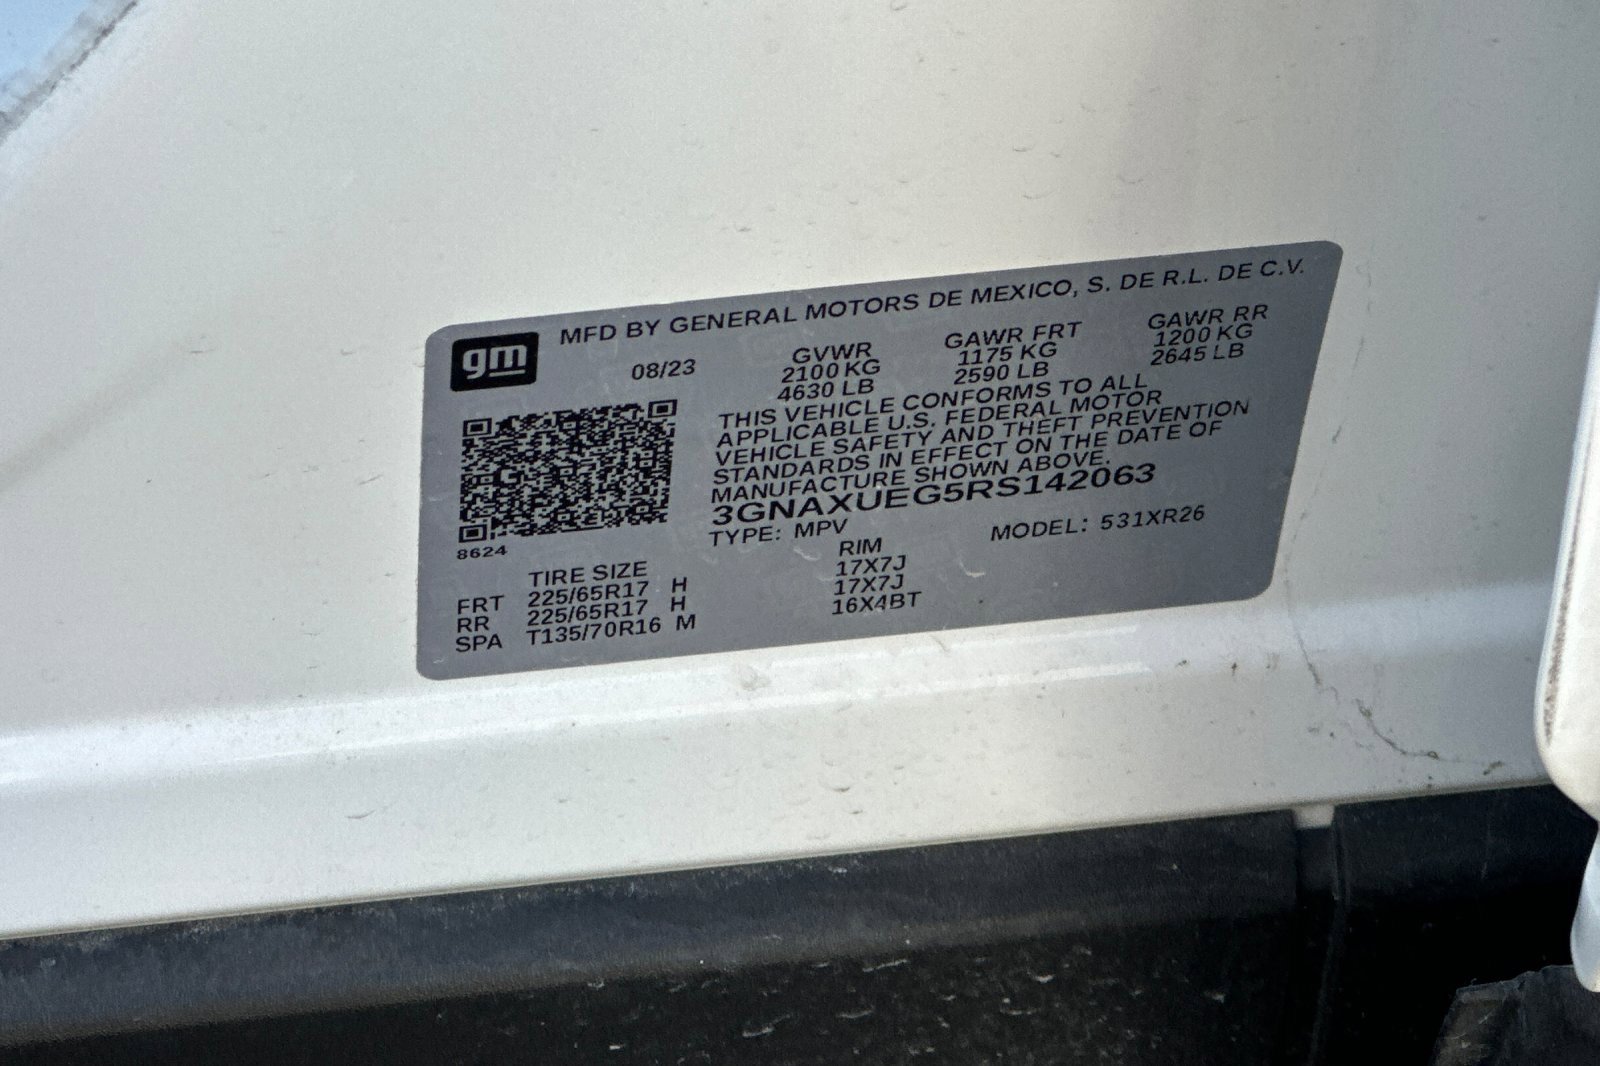 gm
MFD BY GENERAL MOTORS DE MEXICO, S. DE R.L. DE C.V.
08/23 GVWR GAWR FRT GAWR RR
2100 KG 1175 KG 1200 KG
4630 LB 2590 LB 2645 LB
THIS VEHICLE CONFORMS TO ALL
APPLICABLE U.S. FEDERAL MOTOR
VEHICLE SAFETY AND THEFT PREVENTION
STANDARDS IN EFFECT ON THE DATE OF
MANUFACTURE SHOWN ABOVE.
3GNAXUEG5RS142063
TYPE: MPV MODEL: 531XR26
8624
TIRE SIZE RIM
FRT 225/65R17 H 17X7J
RR 225/65R17 H 17X7J
SPA T135/70R16 M 16X4BT